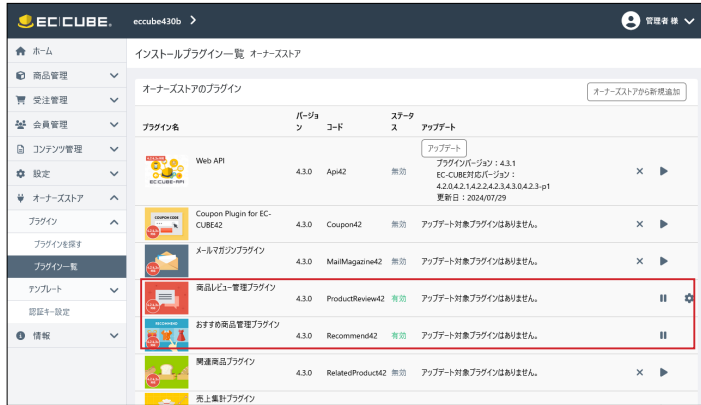 EC CUBE
eccube430b
管理者 様
ホーム
商品管理
受注管理
会員管理
コンテンツ管理
設定
オーナーズストア
プラグイン
プラグインを探す
プラグイン一覧
テンプレート
認証キー設定
情報
インストールプラグイン一覧 オーナーズストア
オーナーズストアのプラグイン
オーナーズストアから新規追加
プラグイン名 バージョン コード ステータス アップデート
EC-CUBE-API
Web API 4.3.0 Api42 無効
アップデート
プラグインバージョン：4.3.1
EC-CUBE対応バージョン：
4.2.0,4.2.1,4.2.2,4.2.3,4.3.0,4.2.3-p1
更新日：2024/07/29
COUPON CODE
Coupon Plugin for EC-
CUBE42
4.3.0 Coupon42 無効 アップデート対象プラグインはありません。
メールマガジンプラグイン
4.3.0 MailMagazine42 無効 アップデート対象プラグインはありません。
商品レビュー管理プラグイン
4.3.0 ProductReview42 有効 アップデート対象プラグインはありません。
RECOMMEND
おすすめ商品管理プラグイン
4.3.0 Recommend42 有効 アップデート対象プラグインはありません。
関連商品プラグイン
4.3.0 RelatedProduct42 無効 アップデート対象プラグインはありません。
売上集計プラグイン